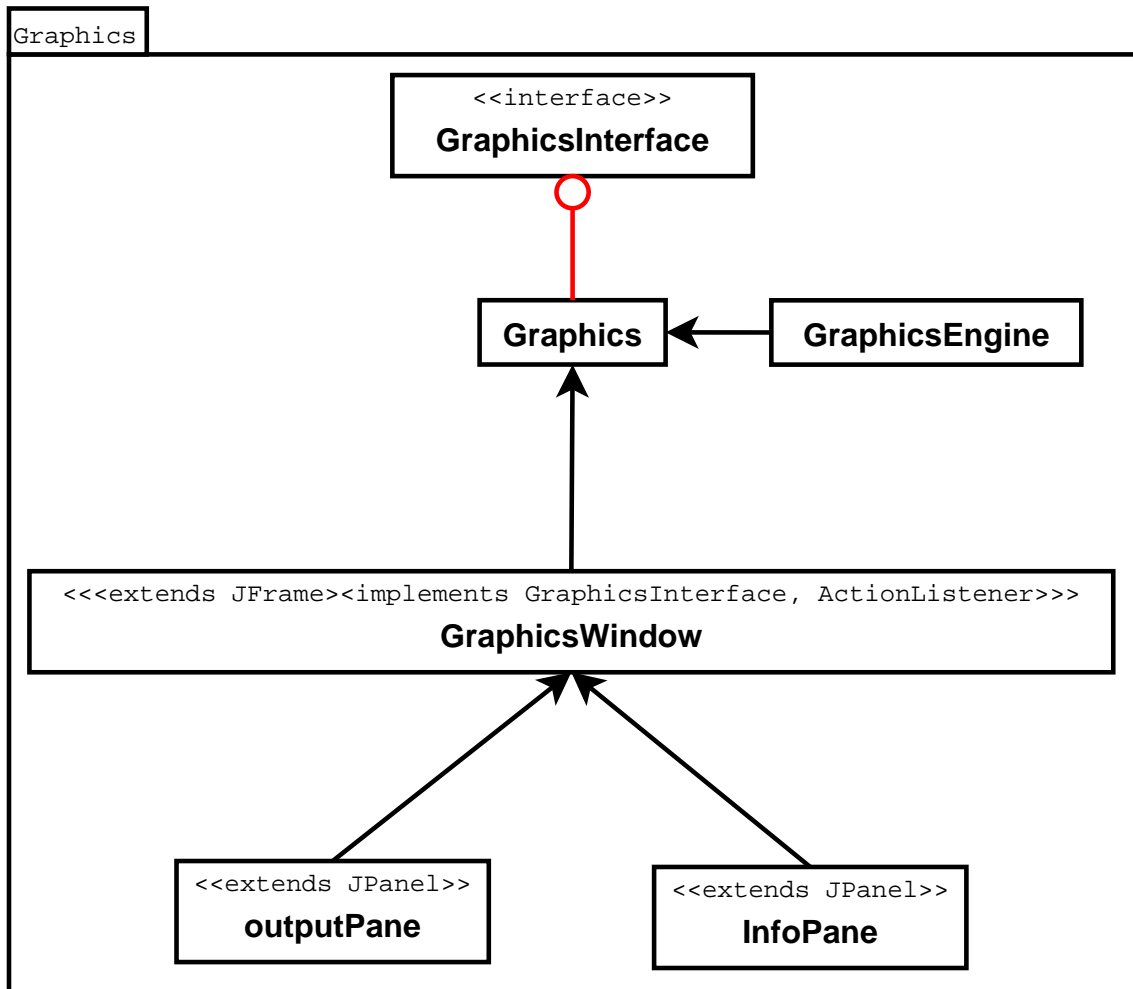 Graphics
<<interface>>
GraphicsInterface
Graphics
GraphicsEngine
<<<extends JFrame><implements GraphicsInterface, ActionListener>>>
GraphicsWindow
<<extends JPanel>>
outputPane
<<extends JPanel>>
InfoPane